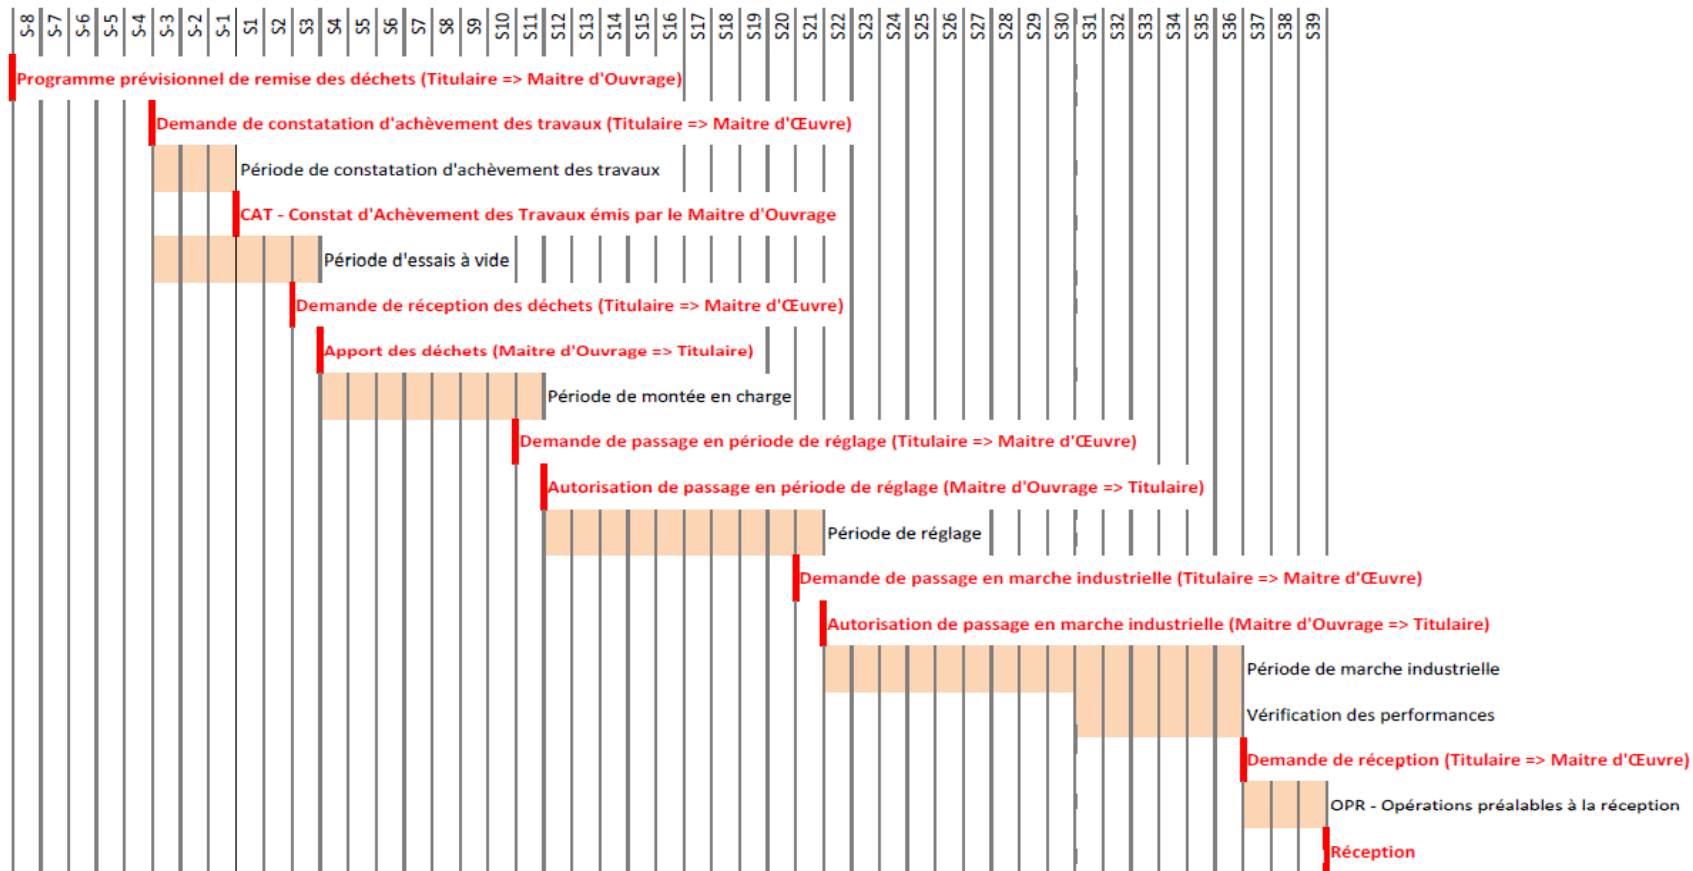 S-8 S-7 S-6 S-5 S-4 S-3 S-2 S-1 S1 S2 S3 S4 S5 S6 S7 S8 S9 S10 S11 S12 S13 S14 S15 S16 S17 S18 S19 S20 S21 S22 S23 S24 S25 S26 S27 S28 S29 S30 S31 S32 S33 S34 S35 S36 S37 S38 S39
Programme prévisionnel de remise des déchets (Titulaire => Maitre d'Ouvrage)
Demande de constatation d'achèvement des travaux (Titulaire => Maitre d'Œuvre)
Période de constatation d'achèvement des travaux
CAT - Constat d'Achèvement des Travaux émis par le Maitre d'Ouvrage
Période d'essais à vide
Demande de réception des déchets (Titulaire => Maitre d'Œuvre)
Apport des déchets (Maitre d'Ouvrage => Titulaire)
Période de montée en charge
Demande de passage en période de réglage (Titulaire => Maitre d'Œuvre)
Autorisation de passage en période de réglage (Maitre d'Ouvrage => Titulaire)
Période de réglage
Demande de passage en marche industrielle (Titulaire => Maitre d'Œuvre)
Autorisation de passage en marche industrielle (Maitre d'Ouvrage => Titulaire)
Période de marche industrielle
Vérification des performances
Demande de réception (Titulaire => Maitre d'Œuvre)
OPR - Opérations préalables à la réception
Réception